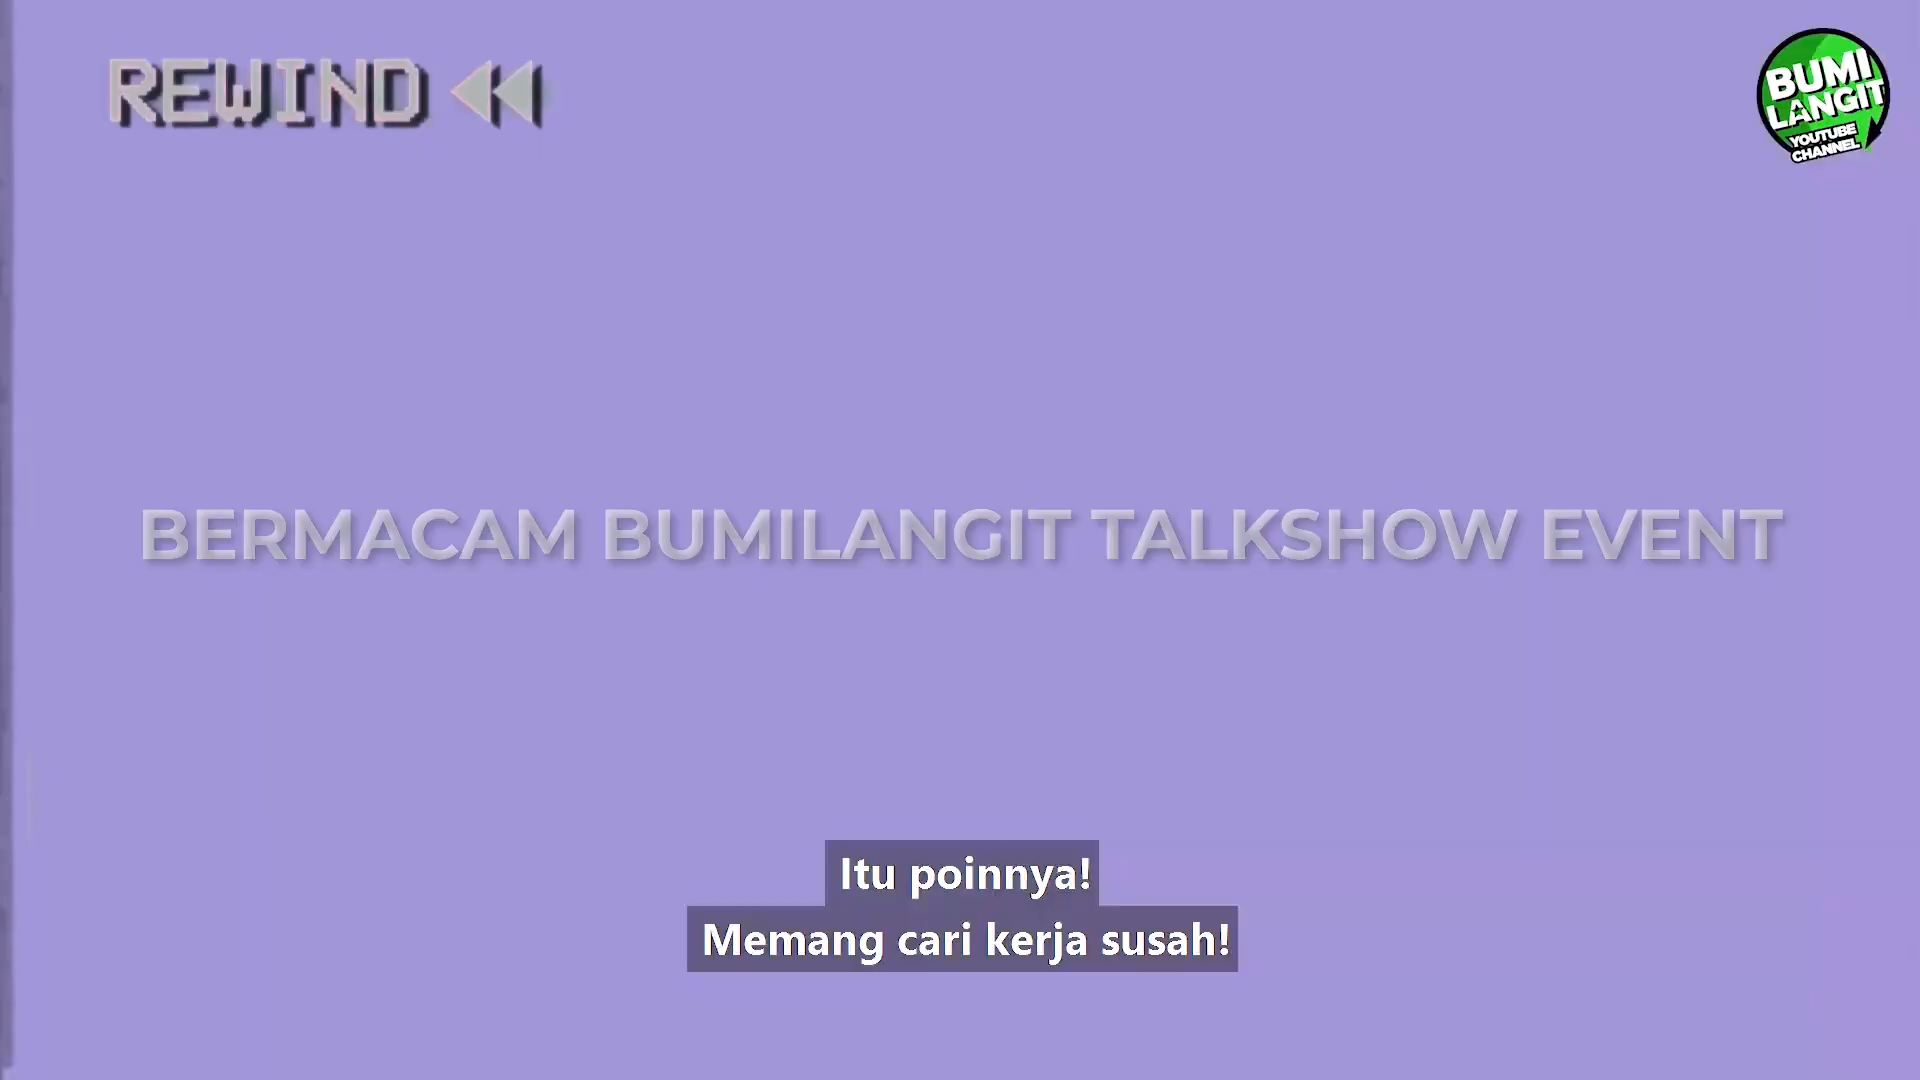 REWIND
BUMI
LANGIT
YOUTUBE
CHANNEL
BERMACAM BUMILANGIT TALKSHOW EVENT
Itu poinnya!
Memang cari kerja susah!